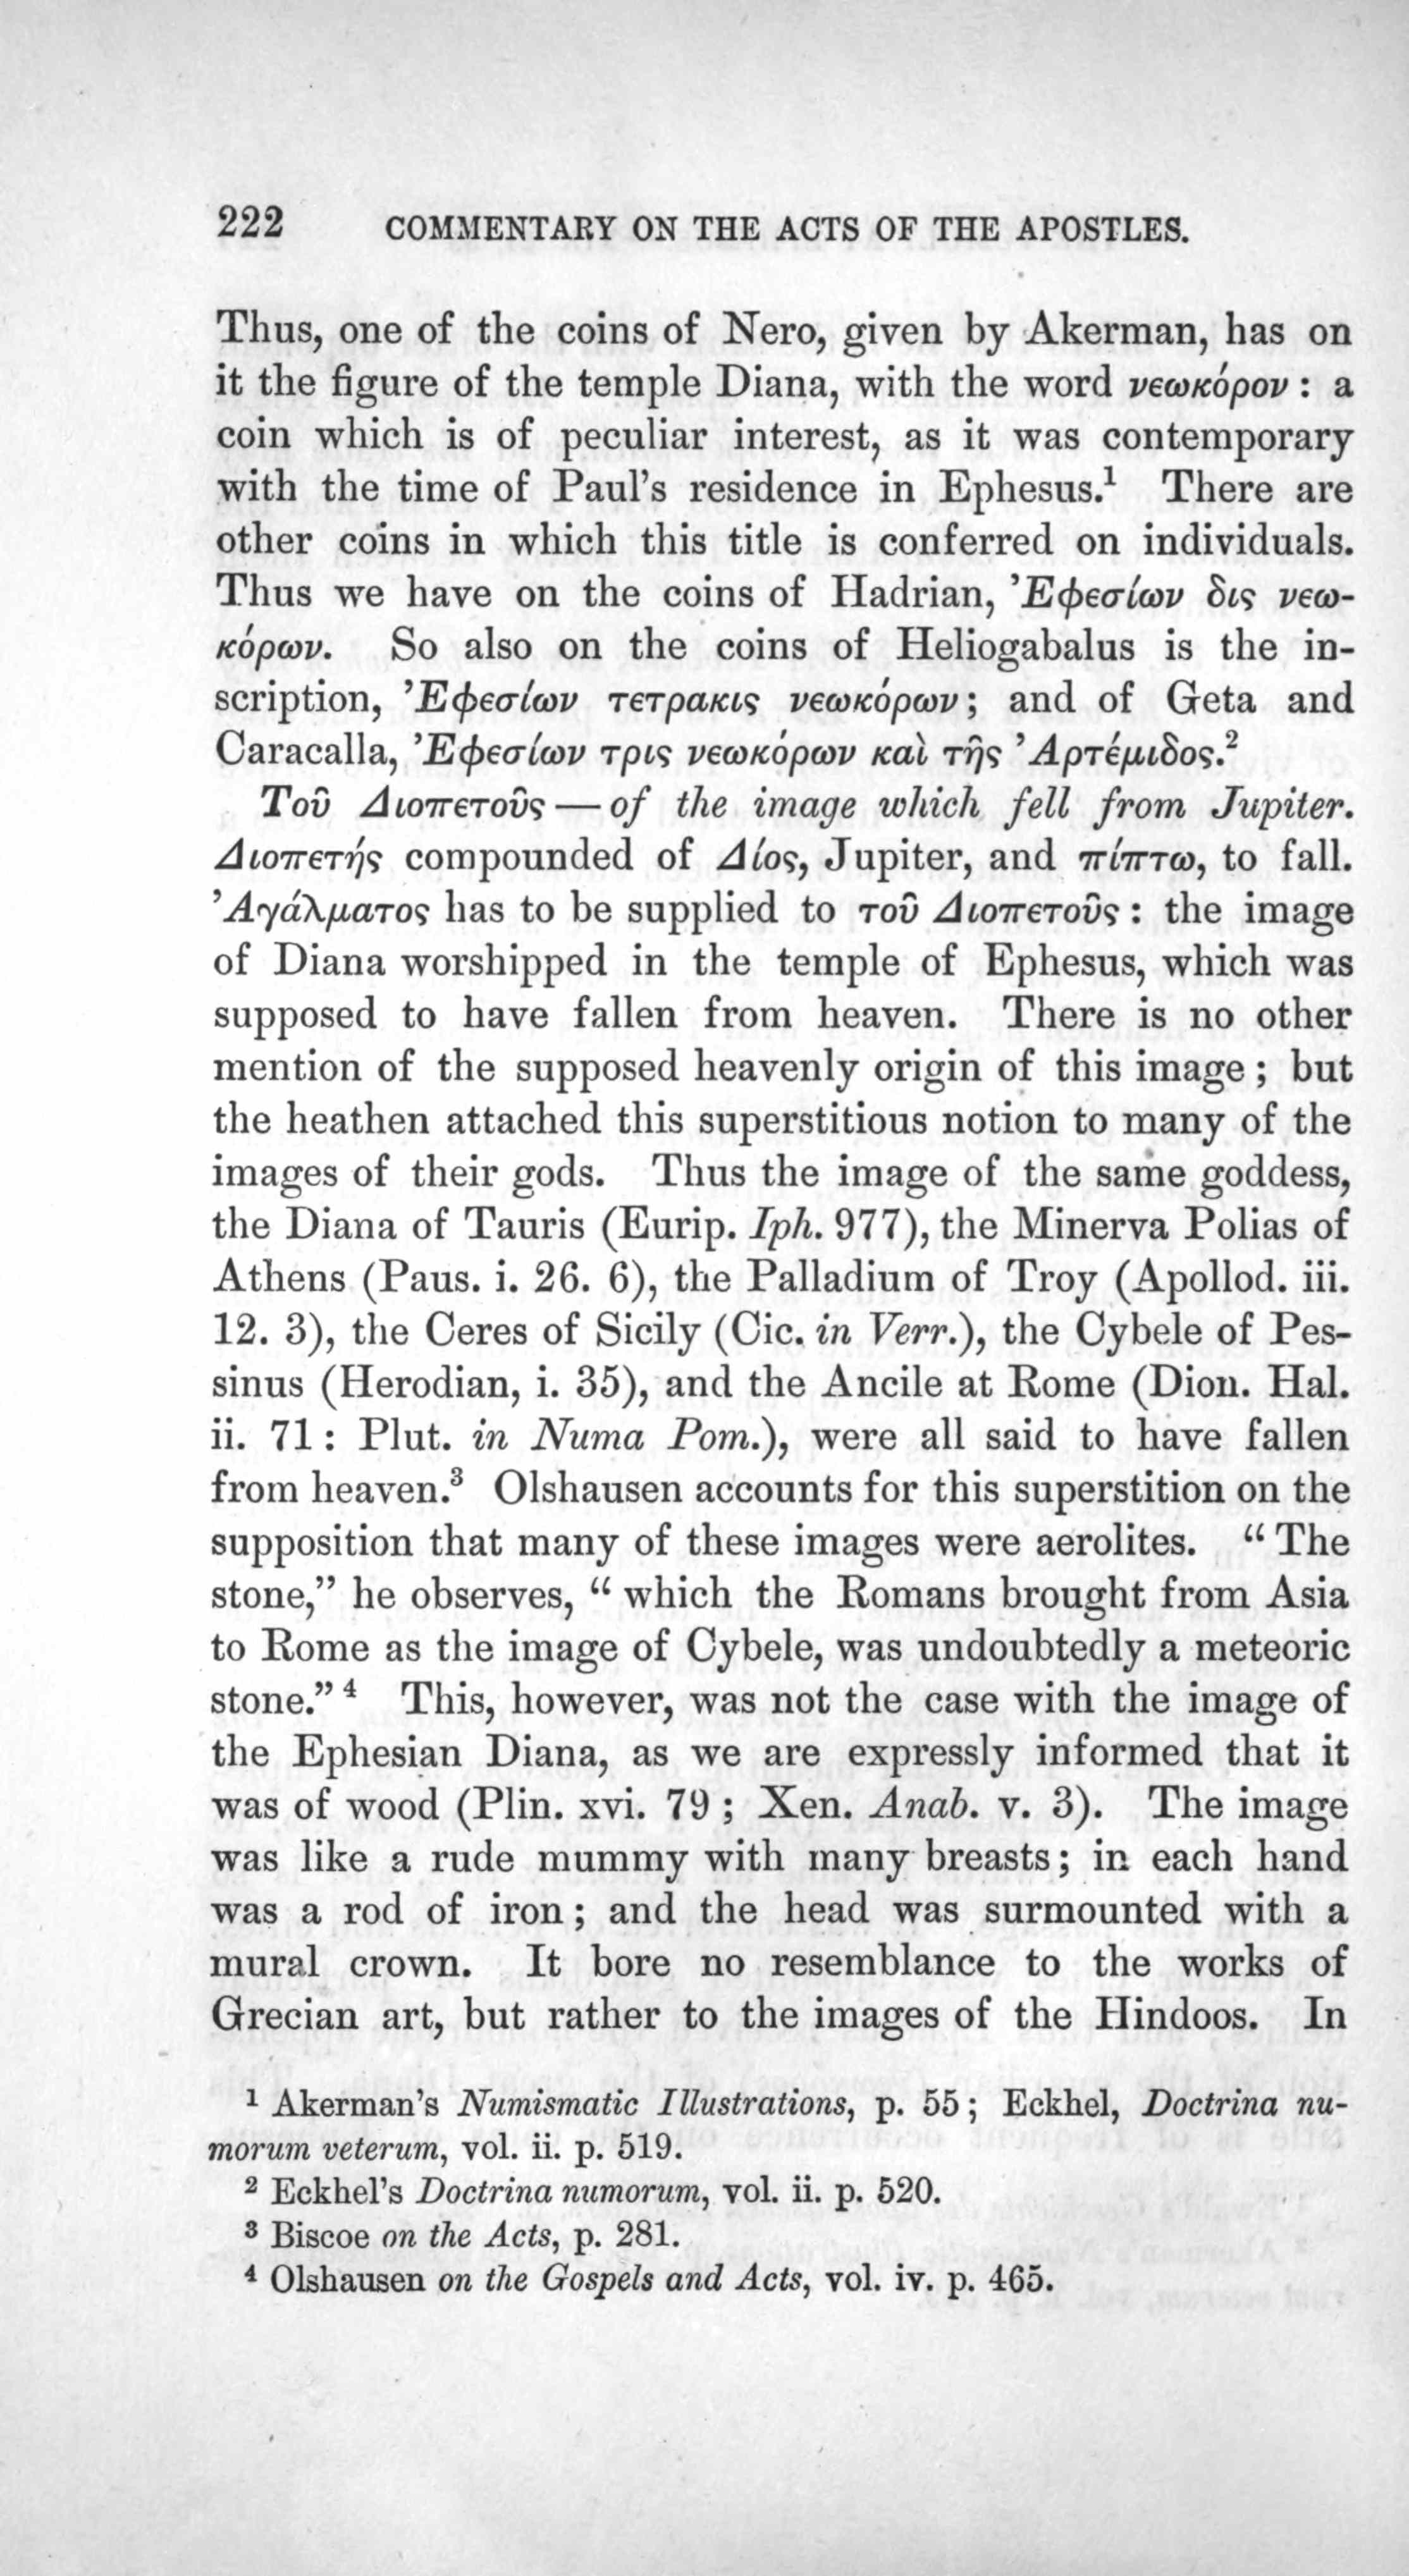 222 COMMENTARY ON THE ACTS OF THE APOSTLES.
Thus, one of the coins of Nero, given by Akerman, has on
it the figure of the temple Diana, with the word νεωκόρον : a
coin which is of peculiar interest, as it was contemporary
with the time of Paul's residence in Ephesus.¹ There are
other coins in which this title is conferred on individuals.
Thus we have on the coins of Hadrian, Ἐφεσίων δις νεω-
κόρων. So also on the coins of Heliogabalus is the in-
scription, Ἐφεσίων τετρακις νεωκόρων ; and of Geta and
Caracalla, Ἐφεσίων τρις νεωκόρων καὶ τῆς Ἀρτέμιδος.²
Τοῦ Διοπετοῦς — of the image which fell from Jupiter.
Διοπετής compounded of Δίος, Jupiter, and πίπτω, to fall.
Ἀγάλματος has to be supplied to τοῦ Διοπετοῦς : the image
of Diana worshipped in the temple of Ephesus, which was
supposed to have fallen from heaven. There is no other
mention of the supposed heavenly origin of this image ; but
the heathen attached this superstitious notion to many of the
images of their gods. Thus the image of the same goddess,
the Diana of Tauris (Eurip. Iph. 977), the Minerva Polias of
Athens (Paus. i. 26. 6), the Palladium of Troy (Apollod. iii.
12. 3), the Ceres of Sicily (Cic. in Verr.), the Cybele of Pes-
sinus (Herodian, i. 35), and the Ancile at Rome (Dion. Hal.
ii. 71 : Plut. in Numa Pom.), were all said to have fallen
from heaven.³ Olshausen accounts for this superstition on the
supposition that many of these images were aerolites. “ The
stone,” he observes, “ which the Romans brought from Asia
to Rome as the image of Cybele, was undoubtedly a meteoric
stone.” ⁴ This, however, was not the case with the image of
the Ephesian Diana, as we are expressly informed that it
was of wood (Plin. xvi. 79 ; Xen. Anab. v. 3). The image
was like a rude mummy with many breasts ; in each hand
was a rod of iron ; and the head was surmounted with a
mural crown. It bore no resemblance to the works of
Grecian art, but rather to the images of the Hindoos. In
¹ Akerman's Numismatic Illustrations, p. 55 ; Eckhel, Doctrina nu-
morum veterum, vol. ii. p. 519.
² Eckhel's Doctrina numorum, vol. ii. p. 520.
³ Biscoe on the Acts, p. 281.
⁴ Olshausen on the Gospels and Acts, vol. iv. p. 465.